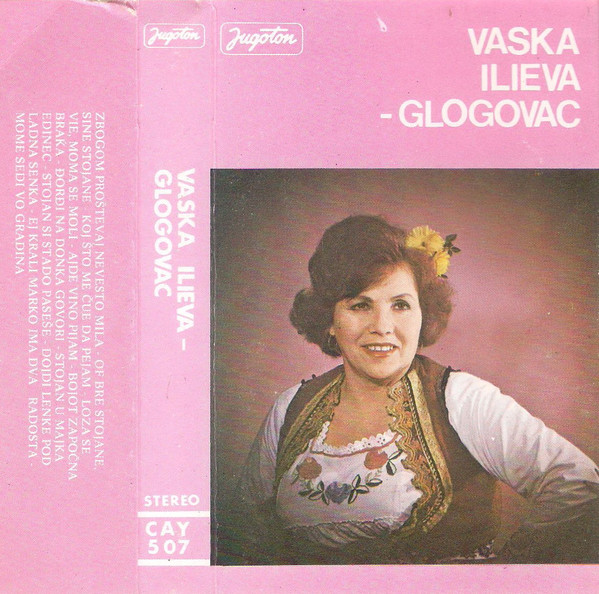 ZBOGOM PROŠTEVAJ NEVESTO MILA - OF BRE STOJANE,
SINE STOJANE - KOJ ŠTO ME ČUE DA PEJAM - LOZA SE
VIE, MOMA SE MOLI - AJDE VINO PIJAM - BOJOT ZAPOČNA
BRAKA - ĐORĐI NA DONKA GOVORI - STOJAN U MAJKA
EDINEC - STOJAN SI STADO PASEŠE - DOJDI LENKE POD
LADNA SENKA - EJ KRALI MARKO IMA DVA RADOSTA -
MOME SEDI VO GRADINA
Jugoton
VASKA ILIEVA -
GLOGOVAC
STEREO
CAY
507
Jugoton
VASKA
ILIEVA
- GLOGOVAC